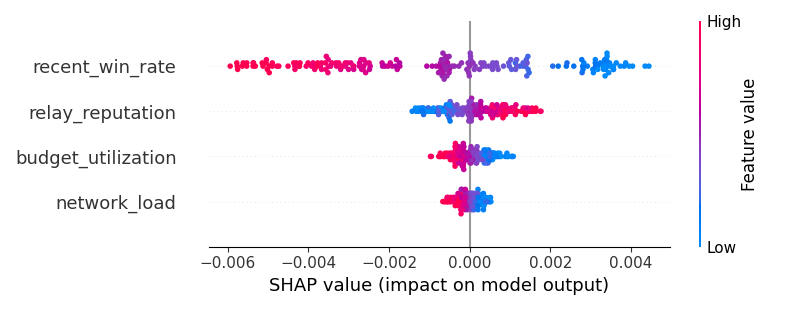 High
recent_win_rate
relay_reputation
budget_utilization
network_load
Feature value
Low
−0.006 −0.004 −0.002 0.000 0.002 0.004
SHAP value (impact on model output)